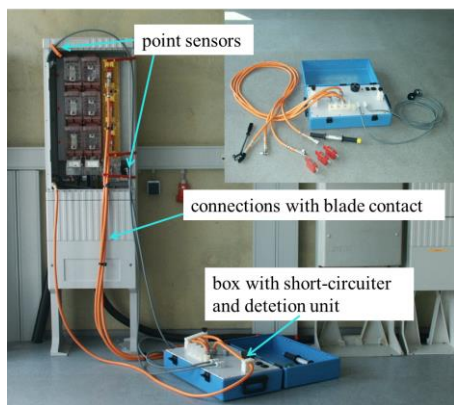 point sensors
connections with blade contact
box with short-circuiter
and detetion unit